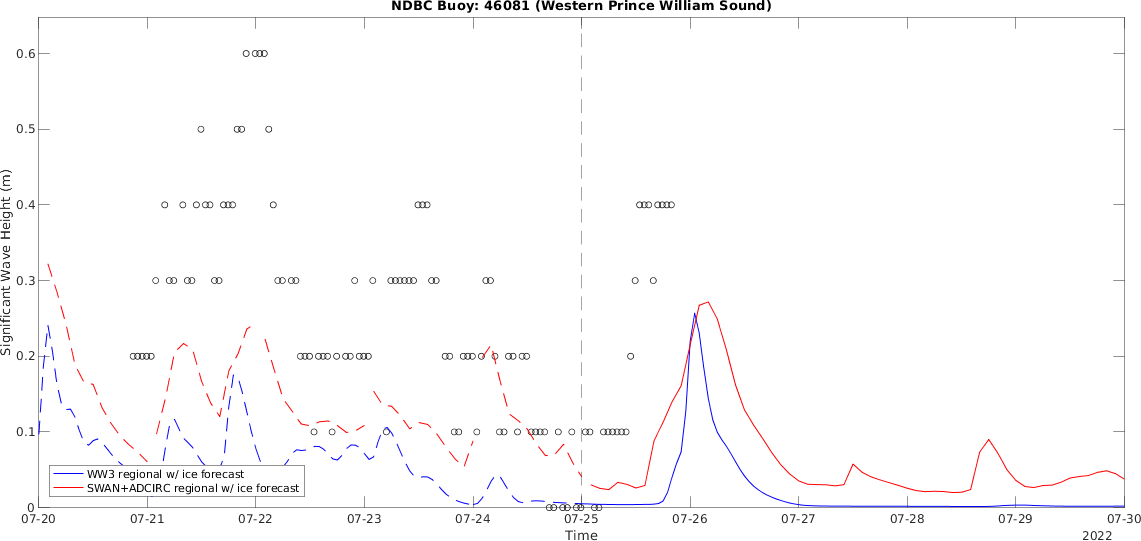 NDBC Buoy: 46081 (Western Prince William Sound)
Significant Wave Height (m)
0.6
0.5
0.4
0.3
0.2
0.1
0
WW3 regional w/ ice forecast
SWAN+ADCIRC regional w/ ice forecast
07-20 07-21 07-22 07-23 07-24 07-25 07-26 07-27 07-28 07-29 07-30
Time
2022